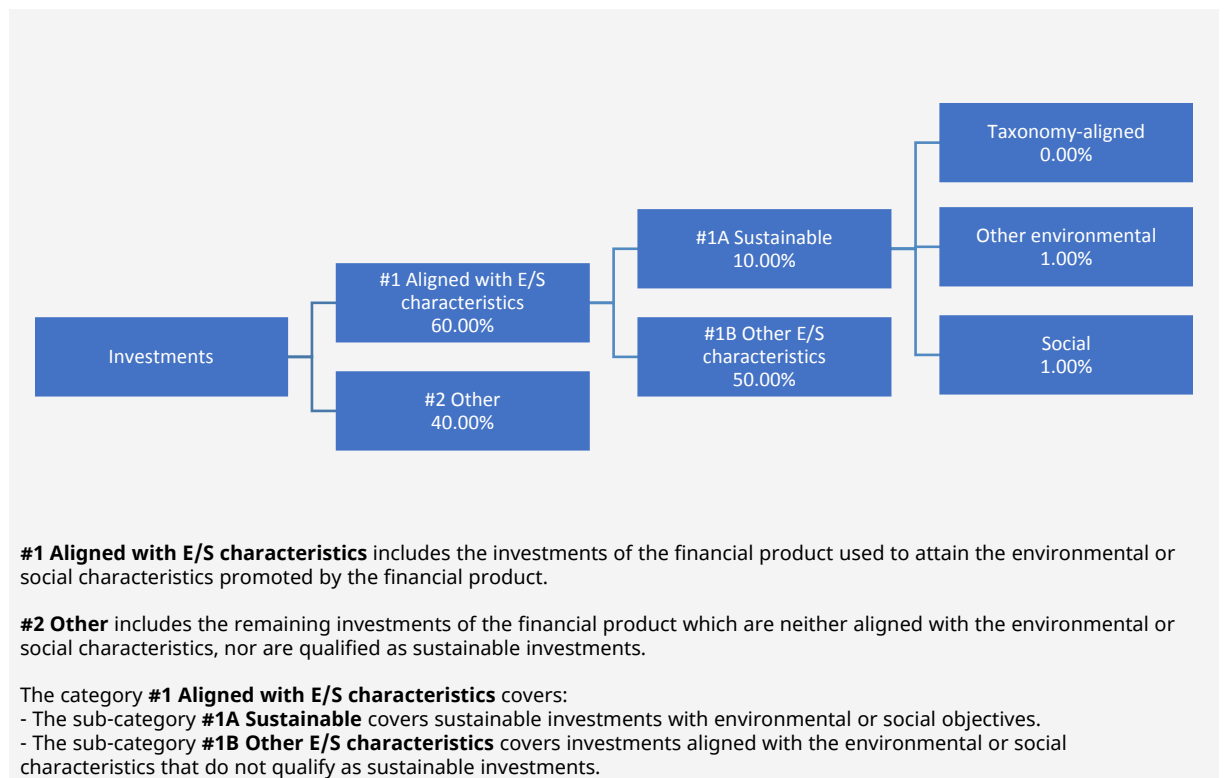 Investments
#1 Aligned with E/S
characteristics
60.00%
#2 Other
40.00%
#1A Sustainable
10.00%
#1B Other E/S
characteristics
50.00%
Taxonomy-aligned
0.00%
Other environmental
1.00%
Social
1.00%
#1 Aligned with E/S characteristics includes the investments of the financial product used to attain the environmental or
social characteristics promoted by the financial product.
#2 Other includes the remaining investments of the financial product which are neither aligned with the environmental or
social characteristics, nor are qualified as sustainable investments.
The category #1 Aligned with E/S characteristics covers:
- The sub-category #1A Sustainable covers sustainable investments with environmental or social objectives.
- The sub-category #1B Other E/S characteristics covers investments aligned with the environmental or social
characteristics that do not qualify as sustainable investments.